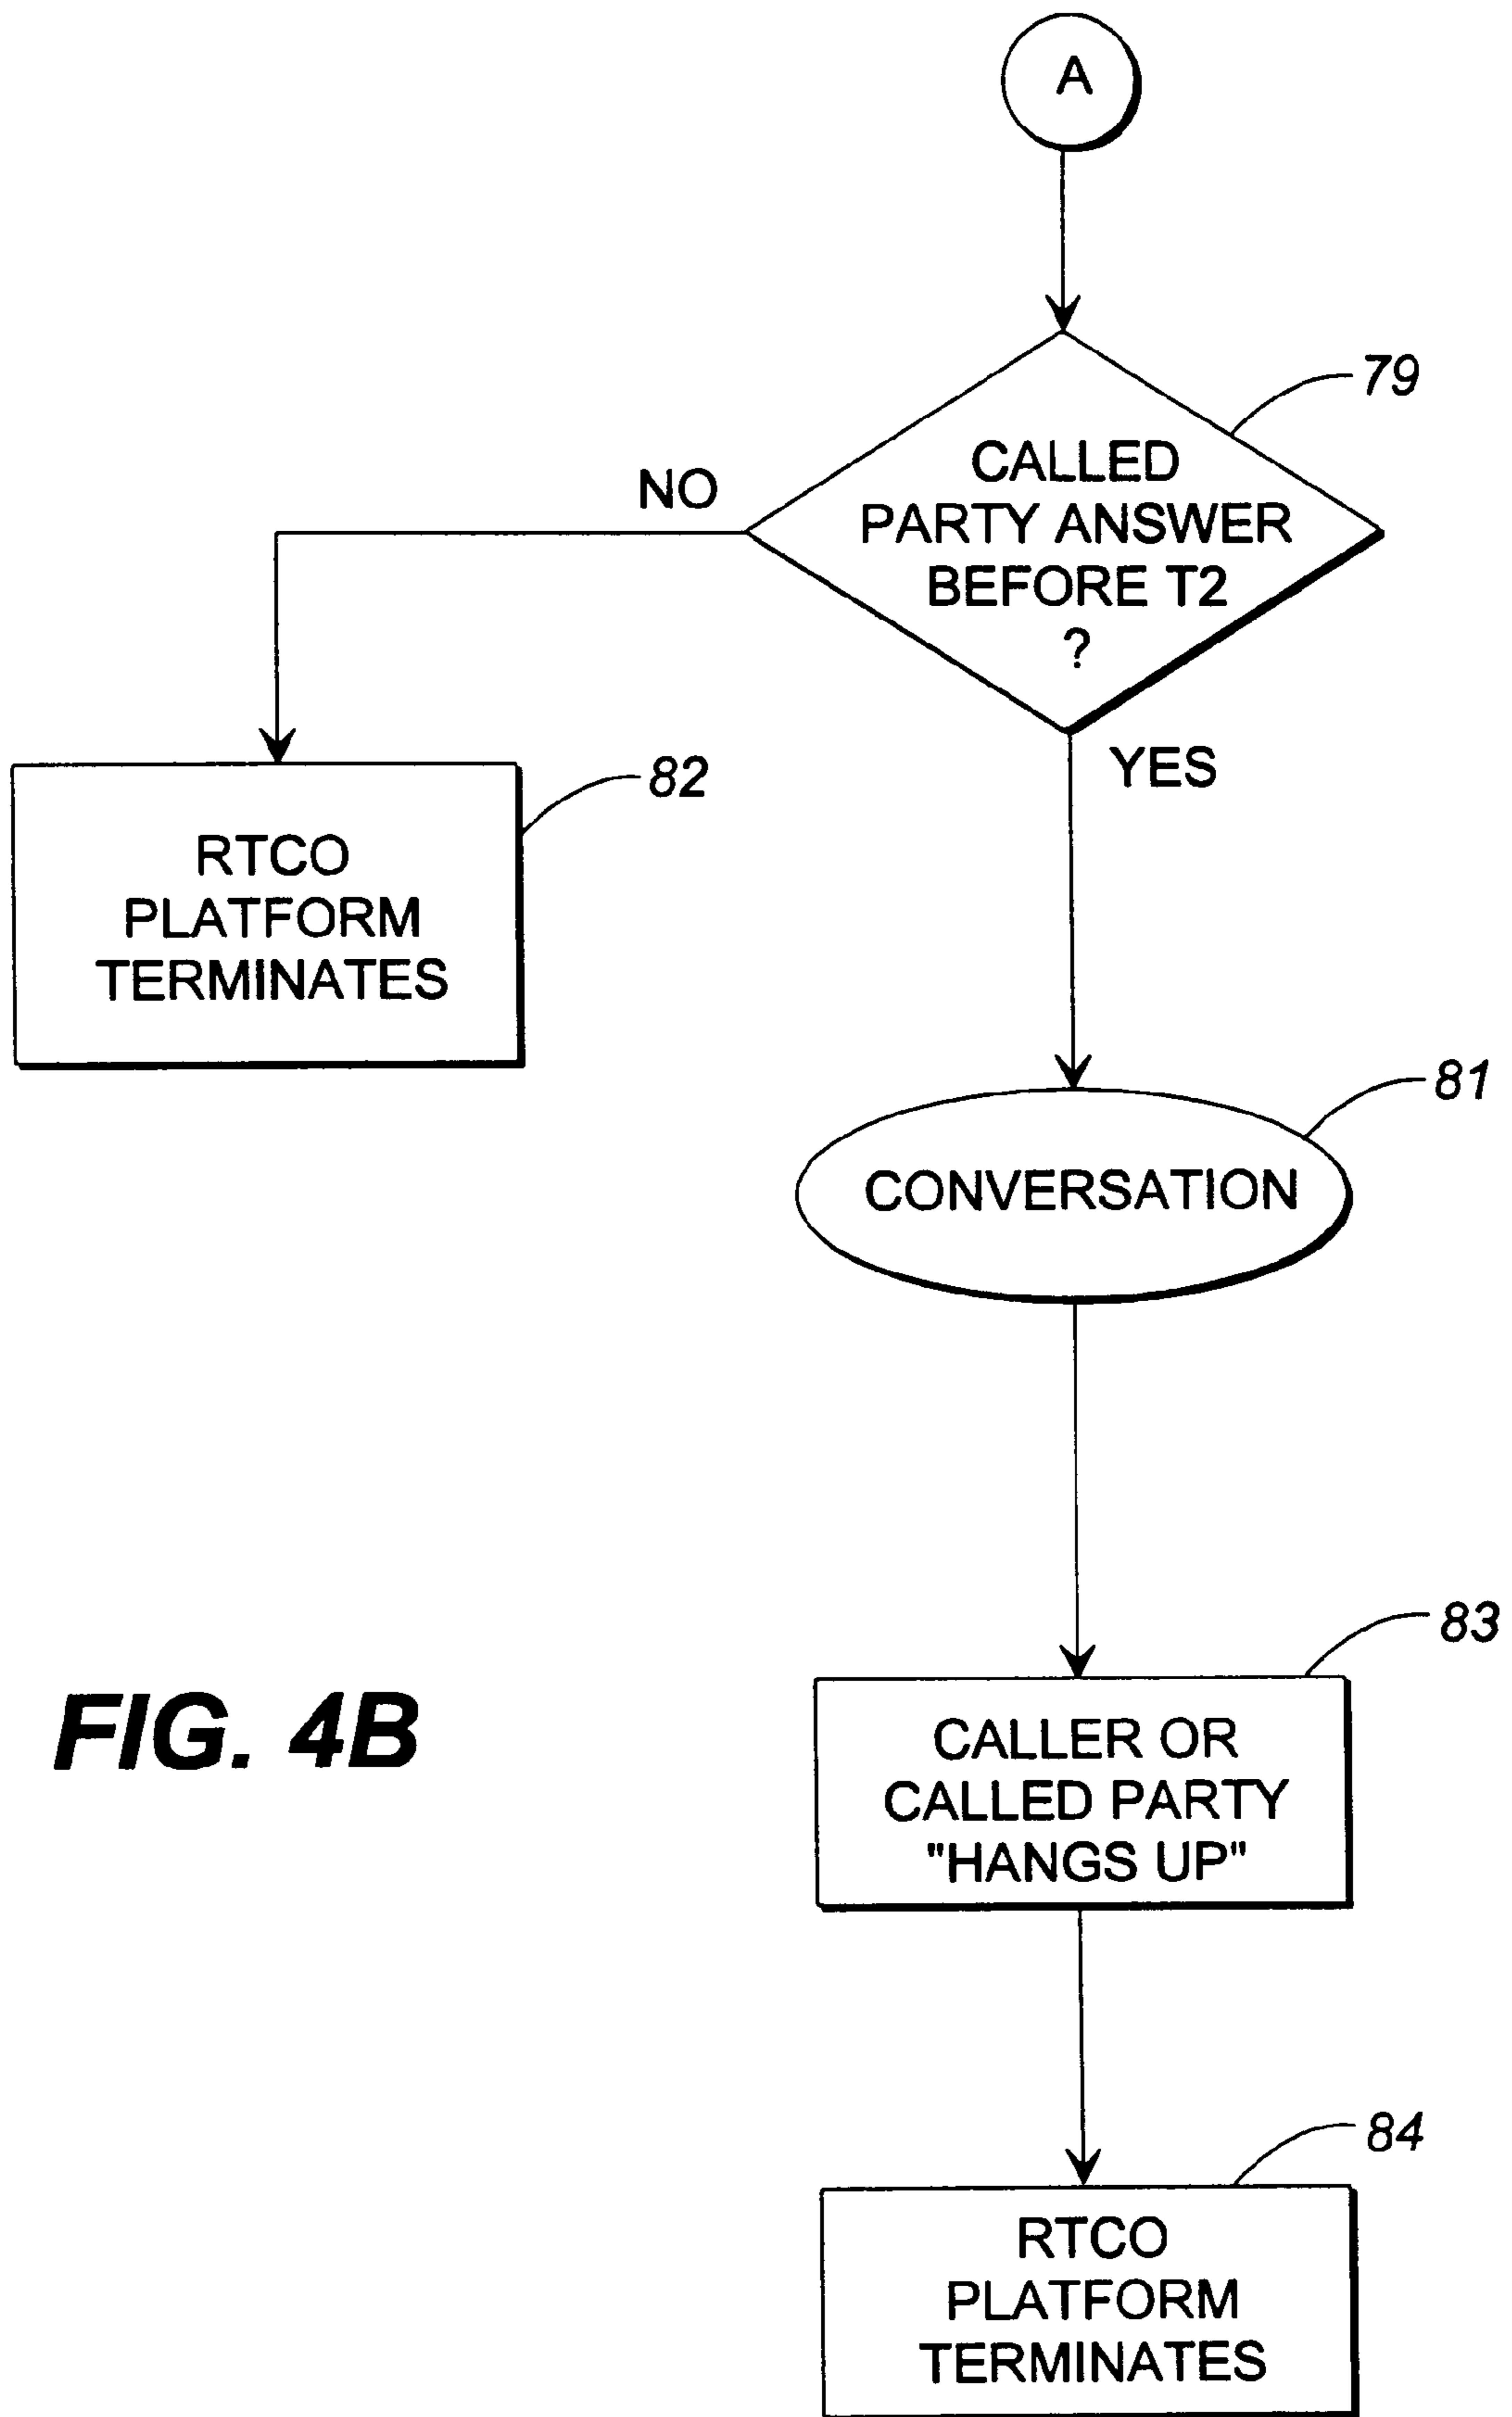 A
79
CALLED
PARTY ANSWER
BEFORE T2
?
NO
YES
82
RTCO
PLATFORM
TERMINATES
81
CONVERSATION
83
CALLER OR
CALLED PARTY
"HANGS UP"
FIG. 4B
84
RTCO
PLATFORM
TERMINATES